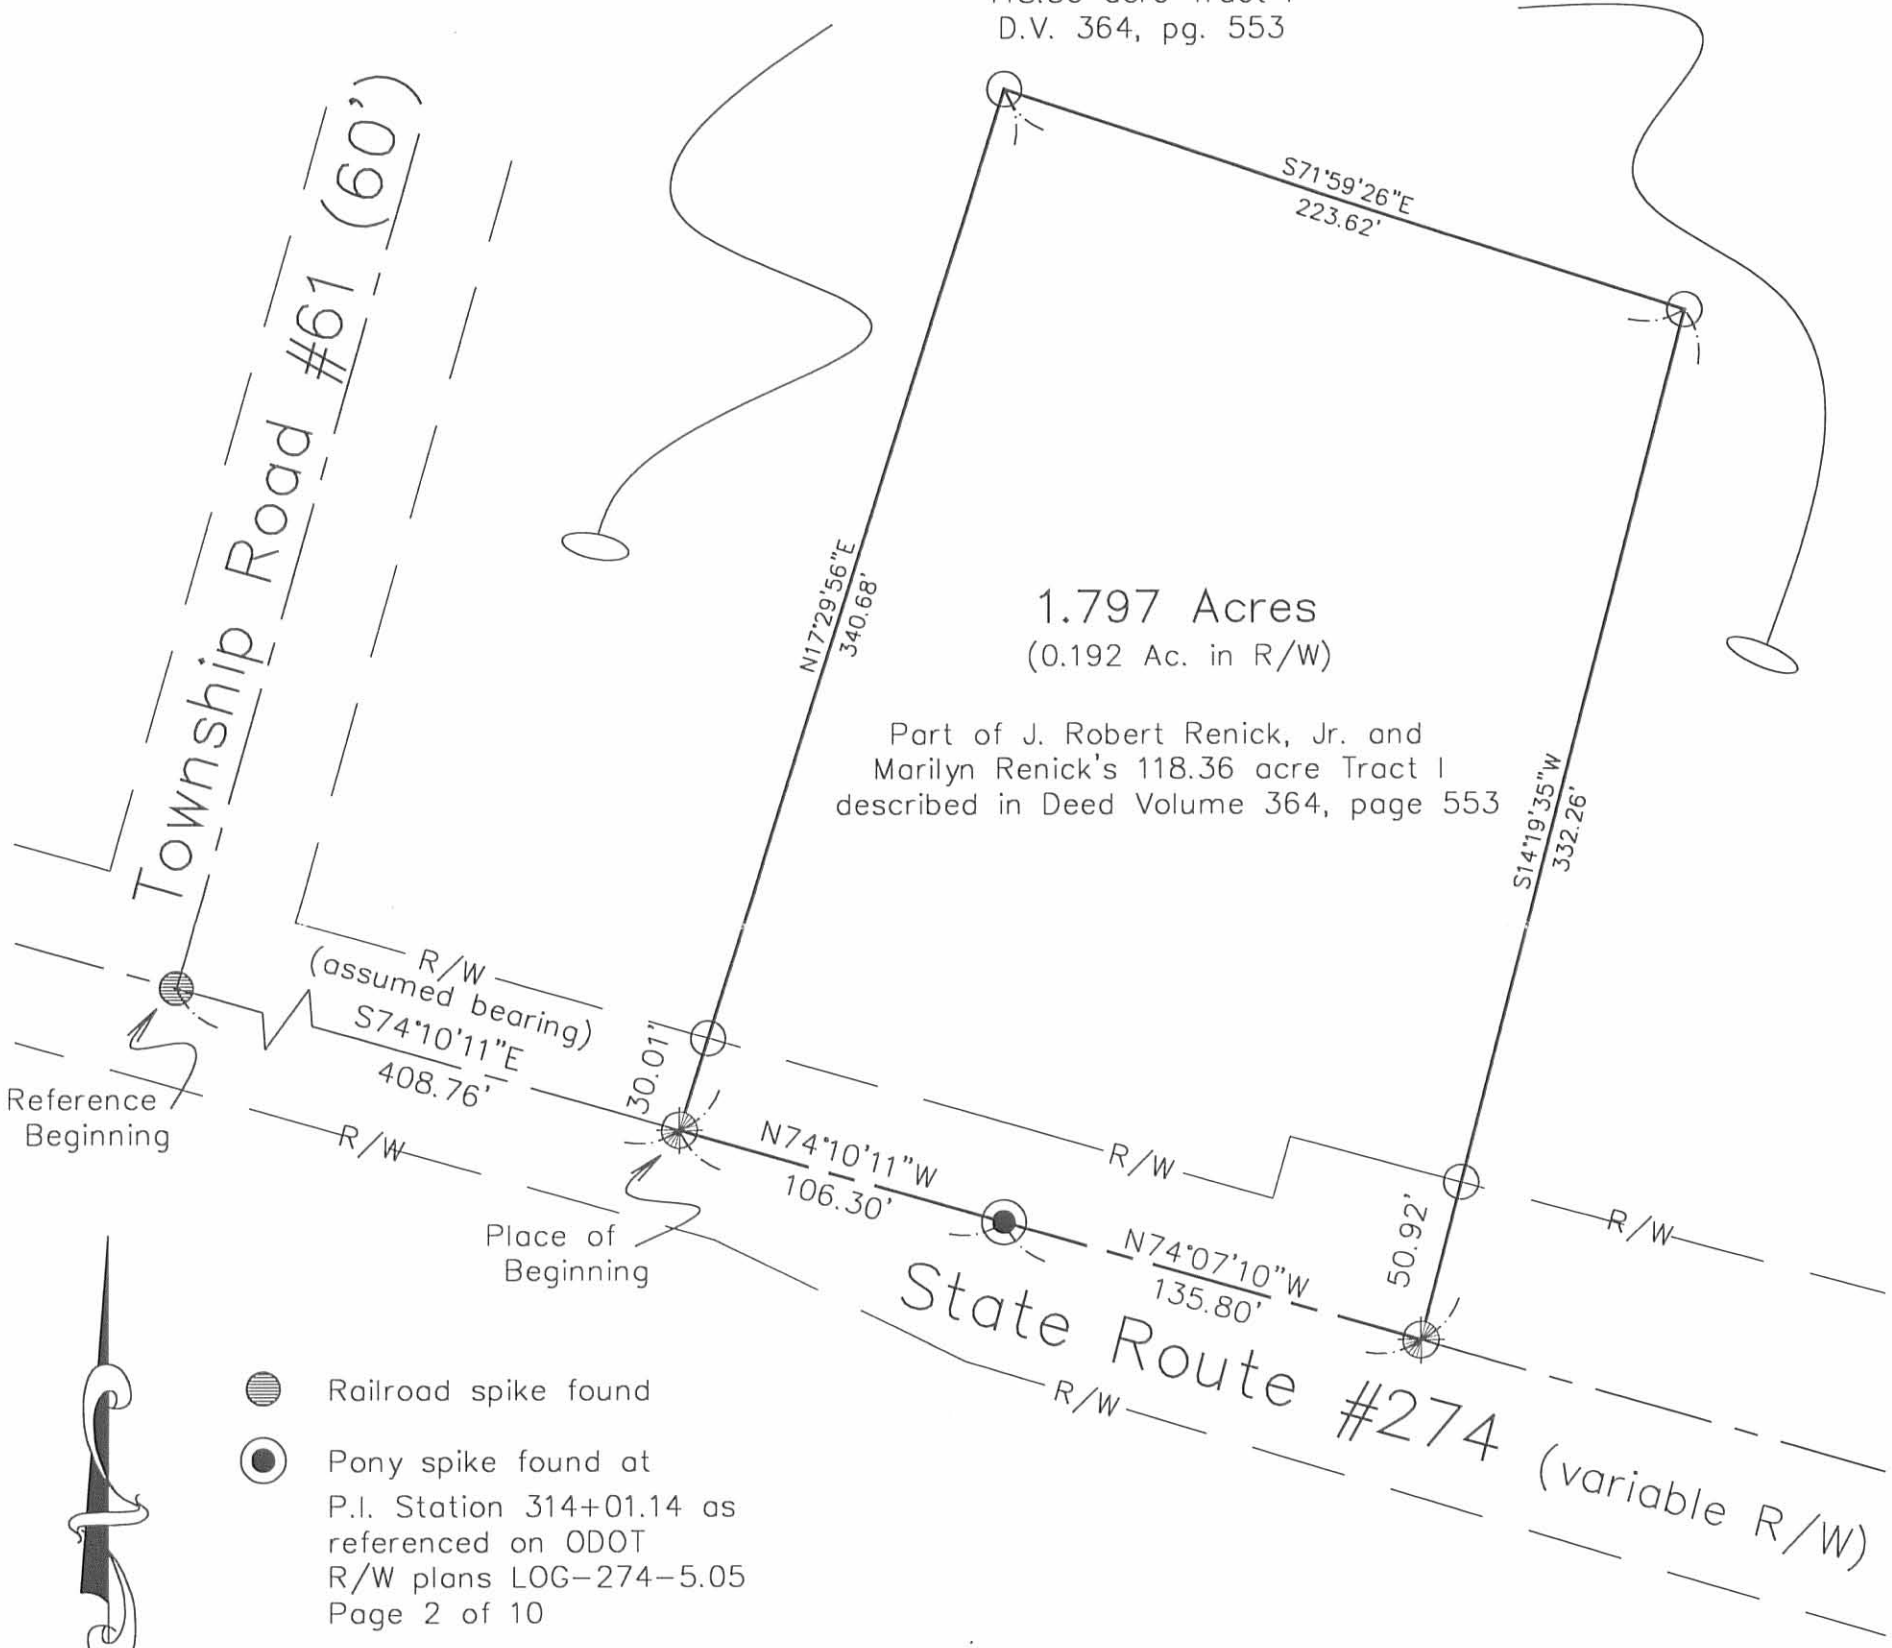 D.V. 364, pg. 553
Township Road #61 (60')
S71°59'26"E
223.62'
N17°29'56"E
340.68'
1.797 Acres
(0.192 Ac. in R/W)
Part of J. Robert Renick, Jr. and
Marilyn Renick's 118.36 acre Tract I
described in Deed Volume 364, page 553
S14°19'35"W
332.26'
R/W
(assumed bearing)
S74°10'11"E
408.76'
30.01'
Reference
Beginning
R/W
N74°10'11"W
106.30'
R/W
Place of
Beginning
N74°07'10"W
135.80'
50.92'
R/W
State Route #274 (variable R/W)
R/W
Railroad spike found
Pony spike found at
P.I. Station 314+01.14 as
referenced on ODOT
R/W plans LOG-274-5.05
Page 2 of 10